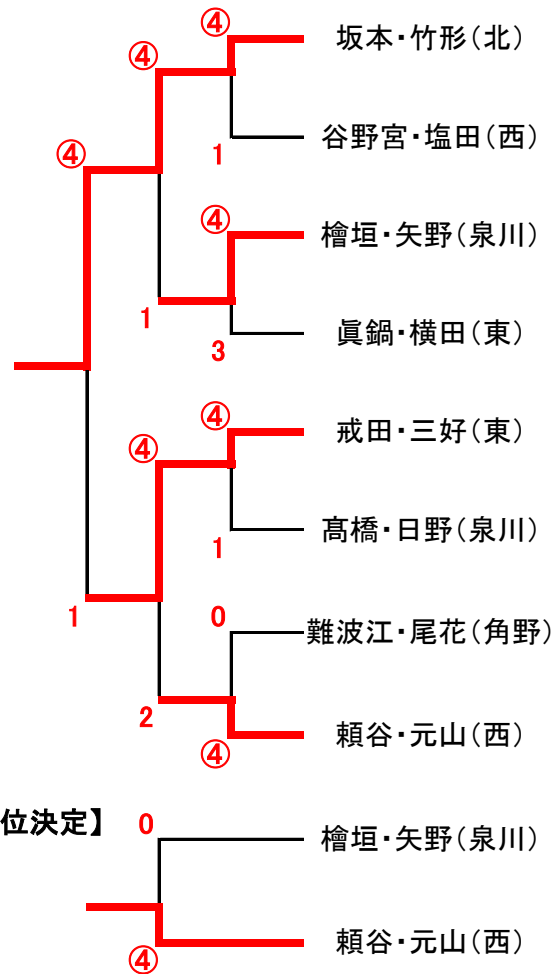 ④
坂本・竹形(北)
④
谷野宮・塩田(西)
1
④
④
檜垣・矢野(泉川)
1
眞鍋・横田(東)
3
④
戒田・三好(東)
④
髙橋・日野(泉川)
1
1
0
難波江・尾花(角野)
2
頼谷・元山(西)
④
位決定】
0
檜垣・矢野(泉川)
頼谷・元山(西)
④